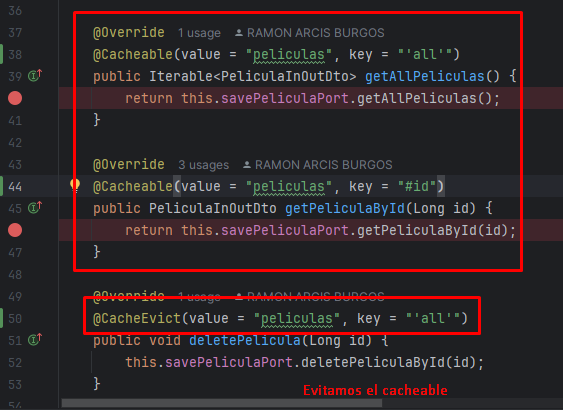 36
37 @Override 1 usage RAMON ARCIS BURGOS
38 @Cacheable(value = "peliculas", key = "'all'")
39 public Iterable<PeliculaInOutDto> getAllPeliculas() {
return this.savePeliculaPort.getAllPeliculas();
41 }
42
43 @Override 3 usages RAMON ARCIS BURGOS
44 @Cacheable(value = "peliculas", key = "#id")
45 public PeliculaInOutDto getPeliculaById(Long id) {
return this.savePeliculaPort.getPeliculaById(id);
47 }
48
49 @Override 1 usage RAMON ARCIS BURGOS
50 @CacheEvict(value = "peliculas", key = "'all'")
51 public void deletePelicula(Long id) {
52 this.savePeliculaPort.deletePeliculaById(id);
53 }
Evitamos el cacheable
54